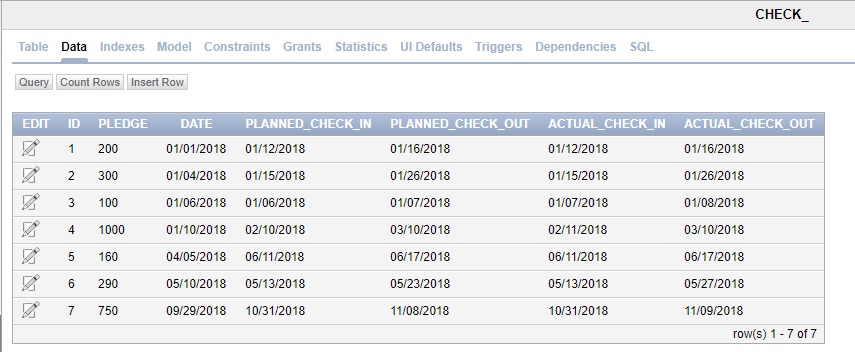 CHECK_
Table Data Indexes Model Constraints Grants Statistics UI Defaults Triggers Dependencies SQL
Query Count Rows Insert Row
EDIT ID PLEDGE DATE PLANNED_CHECK_IN PLANNED_CHECK_OUT ACTUAL_CHECK_IN ACTUAL_CHECK_OUT
1 200 01/01/2018 01/12/2018 01/16/2018 01/12/2018 01/16/2018
2 300 01/04/2018 01/15/2018 01/26/2018 01/15/2018 01/26/2018
3 100 01/06/2018 01/06/2018 01/07/2018 01/07/2018 01/08/2018
4 1000 01/10/2018 02/10/2018 03/10/2018 02/11/2018 03/10/2018
5 160 04/05/2018 06/11/2018 06/17/2018 06/11/2018 06/17/2018
6 290 05/10/2018 05/13/2018 05/23/2018 05/13/2018 05/27/2018
7 750 09/29/2018 10/31/2018 11/08/2018 10/31/2018 11/09/2018
row(s) 1 - 7 of 7